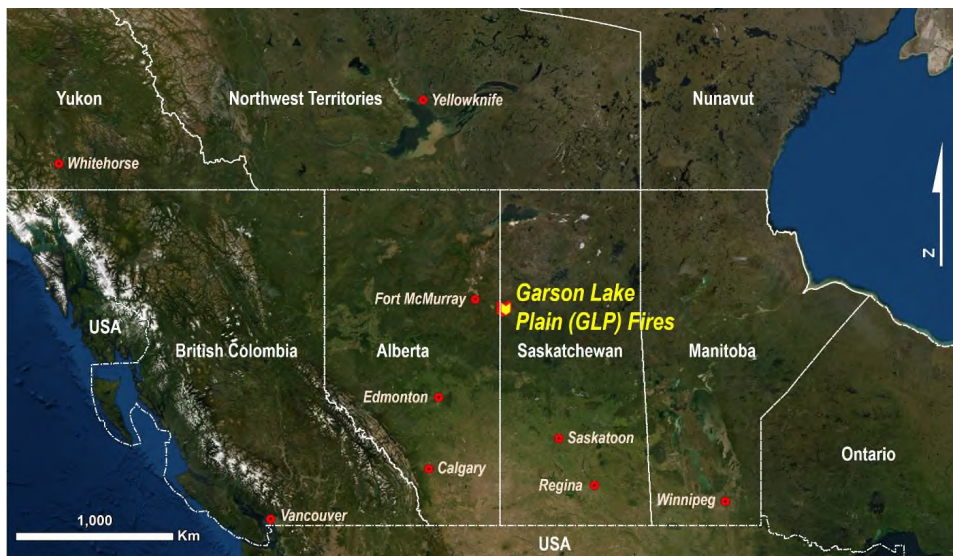 Yukon
Northwest Territories
Yellowknife
Nunavut
Whitehorse
N
Fort McMurray
Garson Lake
Plain (GLP) Fires
USA
British Colombia
Alberta
Saskatchewan
Manitoba
Edmonton
Saskatoon
Ontario
Calgary
Regina
Winnipeg
1,000
Km
Vancouver
USA